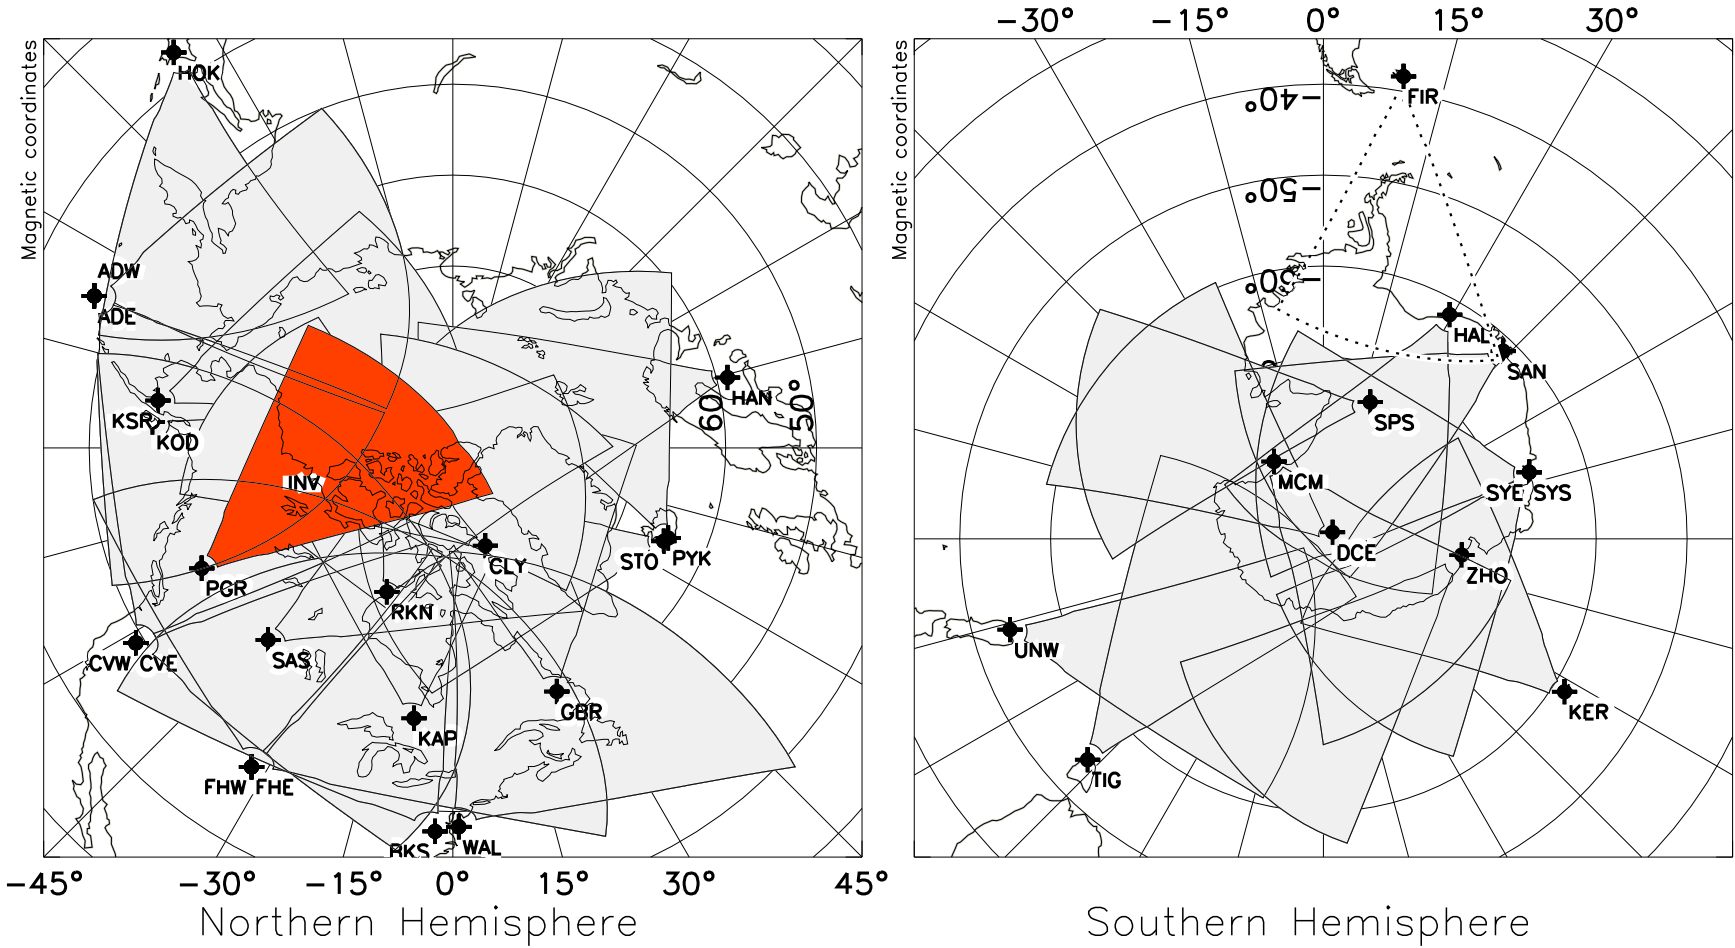 −30° −15° 0° 15° 30°
Magnetic coordinates
HOK
ADW
ADE
KSR
KOD
INV
PGR
CVW CVE
SAS
RKN
CLY
STO PYK
HAN
60
50°
GBR
KAP
FHW FHE
BKS
WAL
−45° −30° −15° 0° 15° 30° 45°
Northern Hemisphere
Magnetic coordinates
FIR
−40°
−50°
HAL
SAN
SPS
MCM
SYE SYS
DCE
ZHO
UNW
KER
TIG
Southern Hemisphere